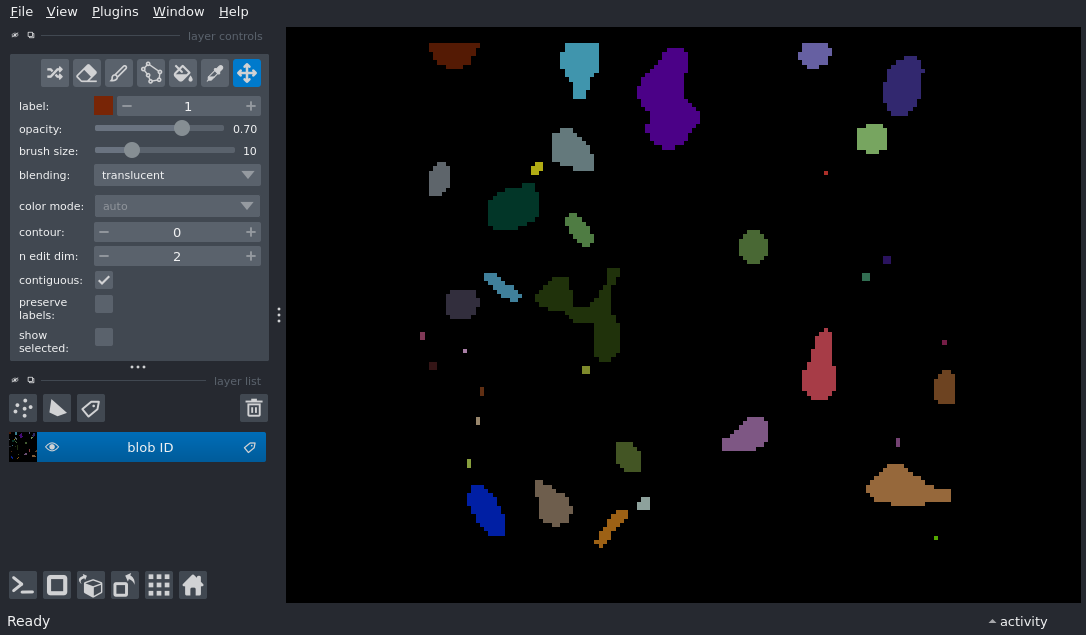 File View Plugins Window Help
layer controls
label: 1
opacity: 0.70
brush size: 10
blending: translucent
color mode: auto
contour: 0
n edit dim: 2
contiguous:
preserve
labels:
show
selected:
layer list
blob ID
Ready
activity